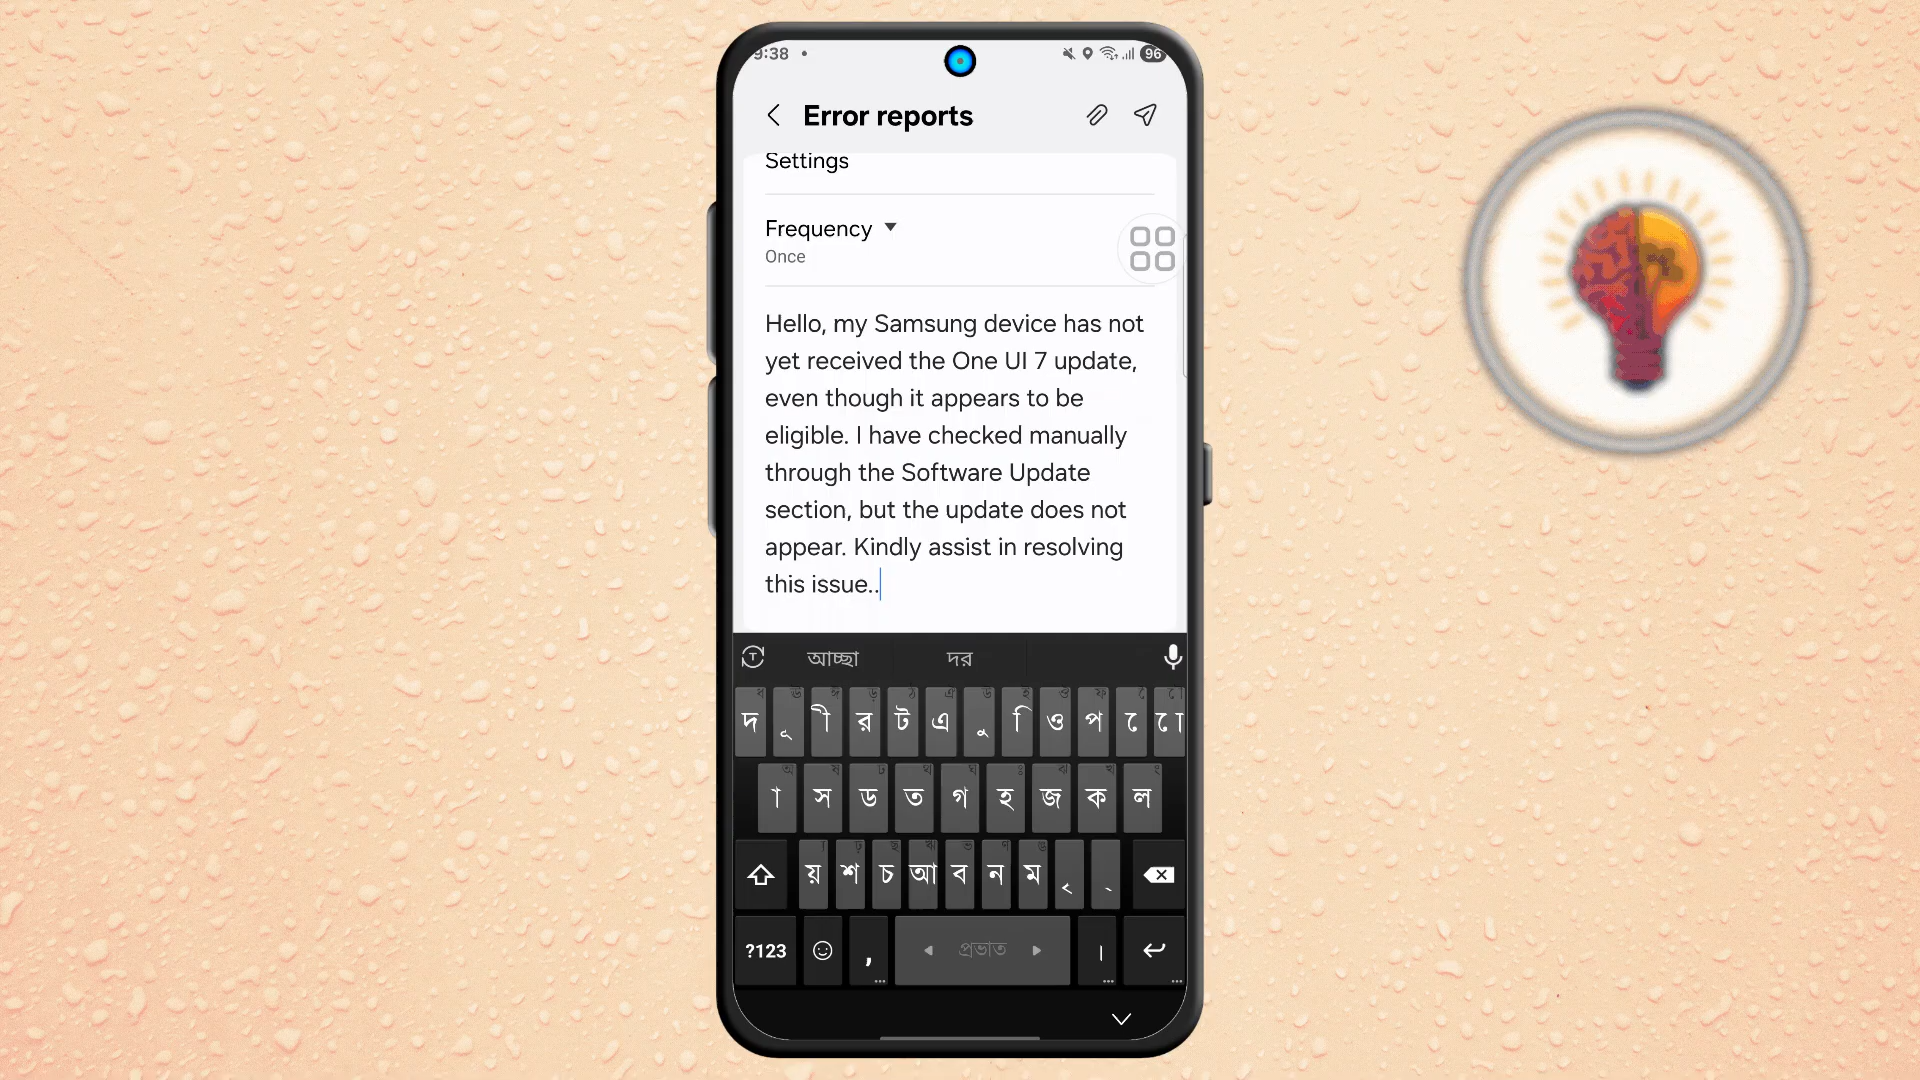 9:38
96
Error reports
Settings
Frequency
Once
Hello, my Samsung device has not
yet received the One UI 7 update,
even though it appears to be
eligible. I have checked manually
through the Software Update
section, but the update does not
appear. Kindly assist in resolving
this issue..
আচ্ছা দর
দ ূ ী র ট এ ু ি ও প ে ো
া স ড ত গ হ জ ক ল
য় শ চ আ ব ন ম ৃ ্
?123 , প্রভাত ।